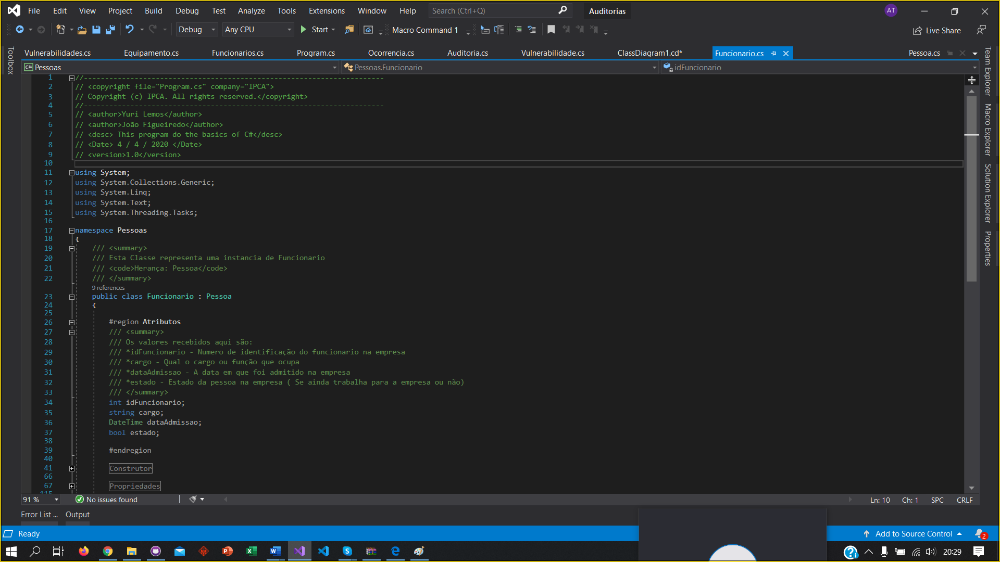 File Edit View Project Build Debug Test Analyze Tools Extensions Window Help Search (Ctrl+Q) Auditorias AT
Debug Any CPU Start Macro Command 1 Live Share
Vulnerabilidades.cs Equipamento.cs Funcionarios.cs Program.cs Ocorrencia.cs Auditoria.cs Vulnerabilidade.cs ClassDiagram1.cd* Funcionario.cs Pessoa.cs
C# Pessoas Pessoas.Funcionario idFuncionario
Toolbox
Team Explorer
Macro Explorer
Solution Explorer
Properties
1 //-----------------------------------------------------------------------
2 // <copyright file="Program.cs" company="IPCA">
3 // Copyright (c) IPCA. All rights reserved.</copyright>
4 //-----------------------------------------------------------------------
5 // <author>Yuri Lemos</author>
6 // <author>João Figueiredo</author>
7 // <desc> This program do the basics of C#</desc>
8 // <Date> 4 / 4 / 2020 </Date>
9 // <version>1.0</version>
10
11 using System;
12 using System.Collections.Generic;
13 using System.Linq;
14 using System.Text;
15 using System.Threading.Tasks;
16
17 namespace Pessoas
18 {
19 /// <summary>
20 /// Esta Classe representa uma instancia de Funcionario
21 /// <code>Herança: Pessoa</code>
22 /// </summary>
9 references
23 public class Funcionario : Pessoa
24 {
25
26 #region Atributos
27 /// <summary>
28 /// Os valores recebidos aqui são:
29 /// *idFuncionario - Numero de identificação do funcionario na empresa
30 /// *cargo - Qual o cargo ou função que ocupa
31 /// *dataAdmissao - A data em que foi admitido na empresa
32 /// *estado - Estado da pessoa na empresa ( Se ainda trabalha para a empresa ou não)
33 /// </summary>
34 int idFuncionario;
35 string cargo;
36 DateTime dataAdmissao;
37 bool estado;
38
39 #endregion
40
41 Construtor
66
67 Propriedades
115
91 % No issues found Ln: 10 Ch: 1 SPC CRLF
Error List ... Output
Ready Add to Source Control 2
20:29